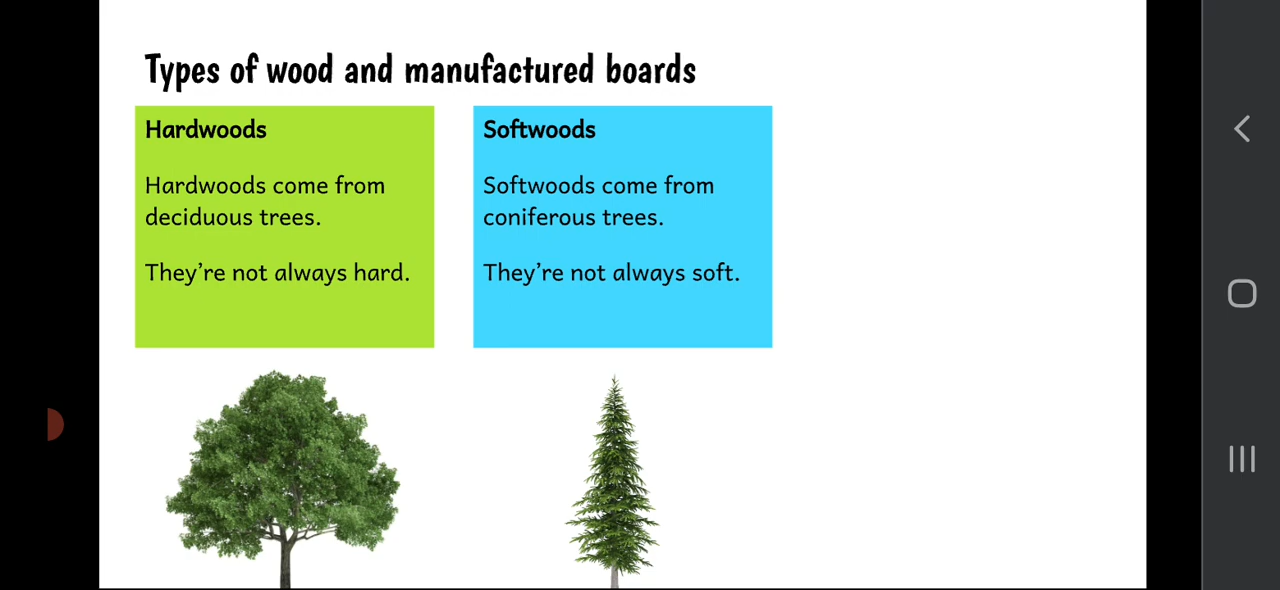 Types of wood and manufactured boards
Hardwoods
Hardwoods come from
deciduous trees.
They're not always hard.
Softwoods
Softwoods come from
coniferous trees.
They're not always soft.